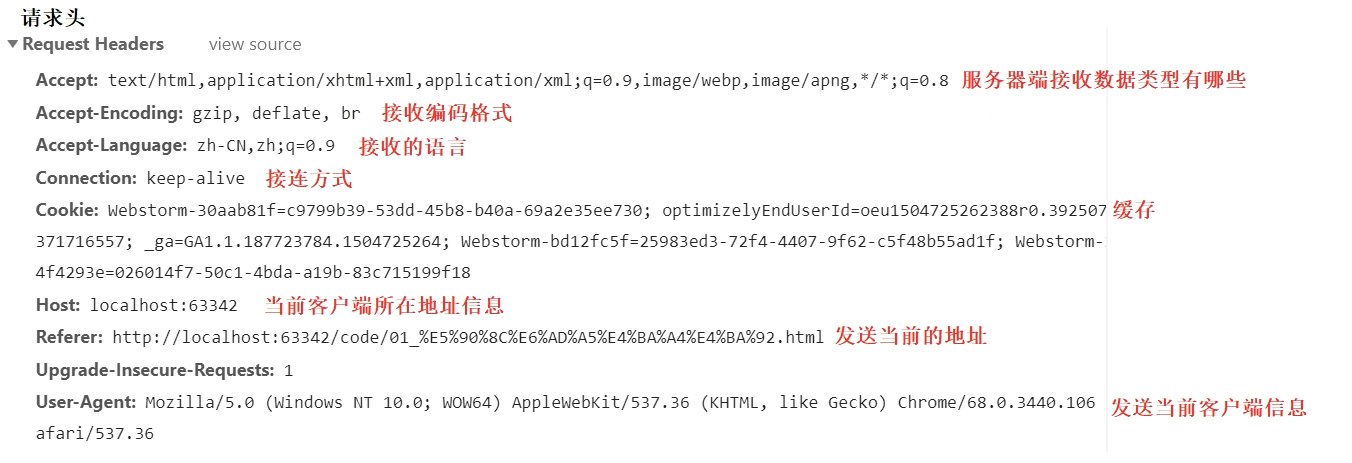 请求头
Request Headers view source
Accept: text/html,application/xhtml+xml,application/xml;q=0.9,image/webp,image/apng,*/*;q=0.8 服务器端接收数据类型有哪些
Accept-Encoding: gzip, deflate, br 接收编码格式
Accept-Language: zh-CN,zh;q=0.9 接收的语言
Connection: keep-alive 接连方式
Cookie: Webstorm-30aab81f=c9799b39-53dd-45b8-b40a-69a2e35ee730; optimizelyEndUserId=oeu1504725262388r0.392507 缓存
371716557; _ga=GA1.1.187723784.1504725264; Webstorm-bd12fc5f=25983ed3-72f4-4407-9f62-c5f48b55ad1f; Webstorm-
4f4293e=026014f7-50c1-4bda-a19b-83c715199f18
Host: localhost:63342 当前客户端所在地址信息
Referer: http://localhost:63342/code/01_%E5%90%8C%E6%AD%A5%E4%BA%A4%E4%BA%92.html 发送当前的地址
Upgrade-Insecure-Requests: 1
User-Agent: Mozilla/5.0 (Windows NT 10.0; WOW64) AppleWebKit/537.36 (KHTML, like Gecko) Chrome/68.0.3440.106 发送当前客户端信息
afari/537.36